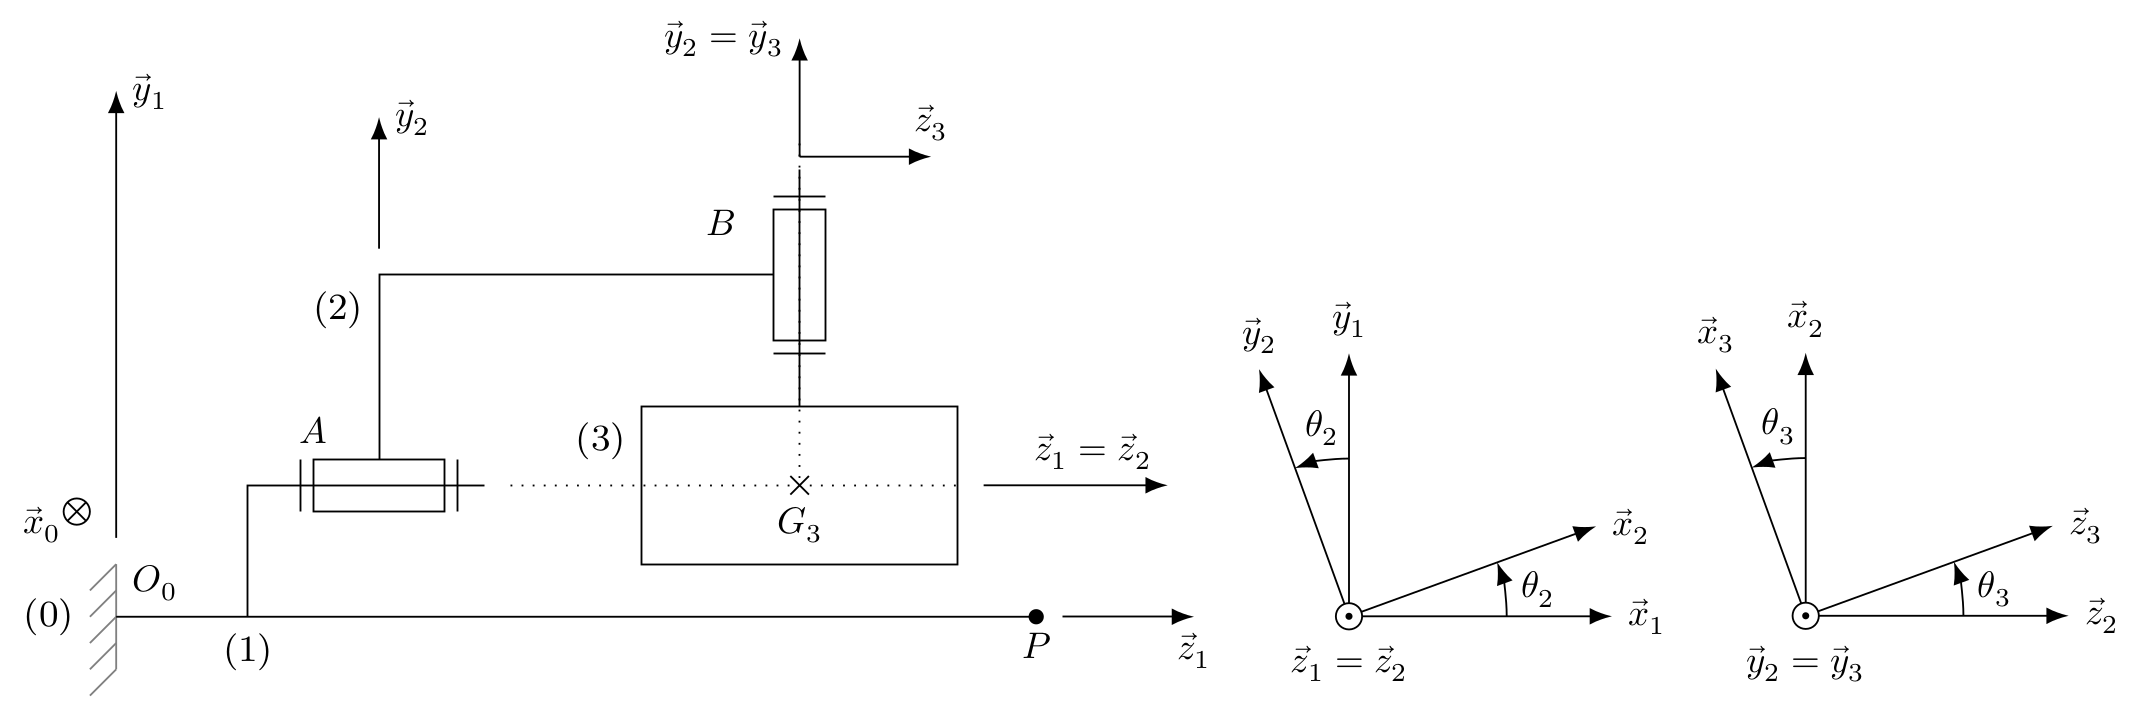 $\vec{y}_2 = \vec{y}_3$
$\vec{y}_1$
$\vec{y}_2$
$\vec{z}_3$
$B$
(2)
$A$
(3)
$\vec{z}_1 = \vec{z}_2$
$\vec{x}_0$
$G_3$
$O_0$
(0)
(1)
$P$
$\vec{z}_1$
$\vec{y}_2$
$\vec{y}_1$
$\theta_2$
$\vec{x}_2$
$\theta_2$
$\vec{x}_1$
$\vec{z}_1 = \vec{z}_2$
$\vec{x}_3$
$\vec{x}_2$
$\theta_3$
$\vec{z}_3$
$\theta_3$
$\vec{z}_2$
$\vec{y}_2 = \vec{y}_3$